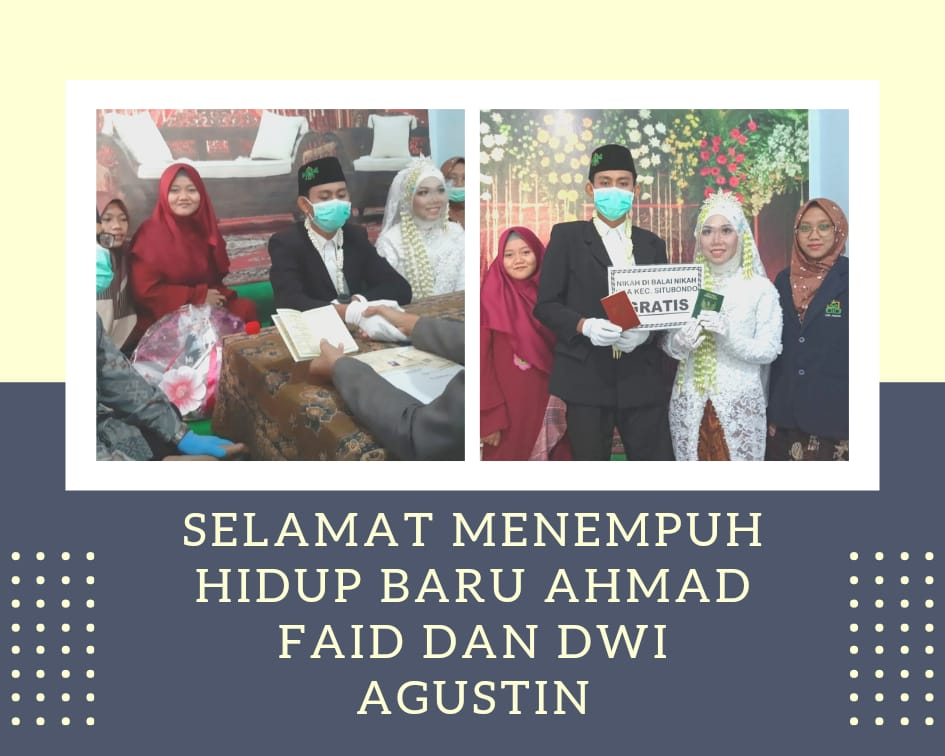 NIKAH DI BALAI NIKAH
KEC. SITUBONDO
GRATIS
SELAMAT MENEMPUH
HIDUP BARU AHMAD
FAID DAN DWI
AGUSTIN